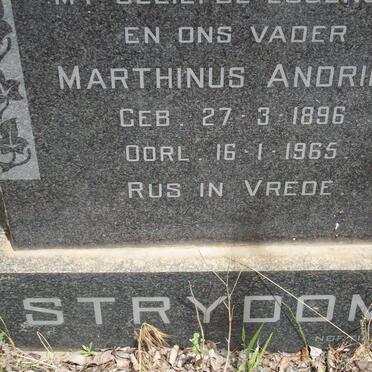 EN ONS VADER
MARTHINUS ANDRI
GEB. 27-3-1896
OORL. 16-1-1965
RUS IN VREDE.
STRYDOM